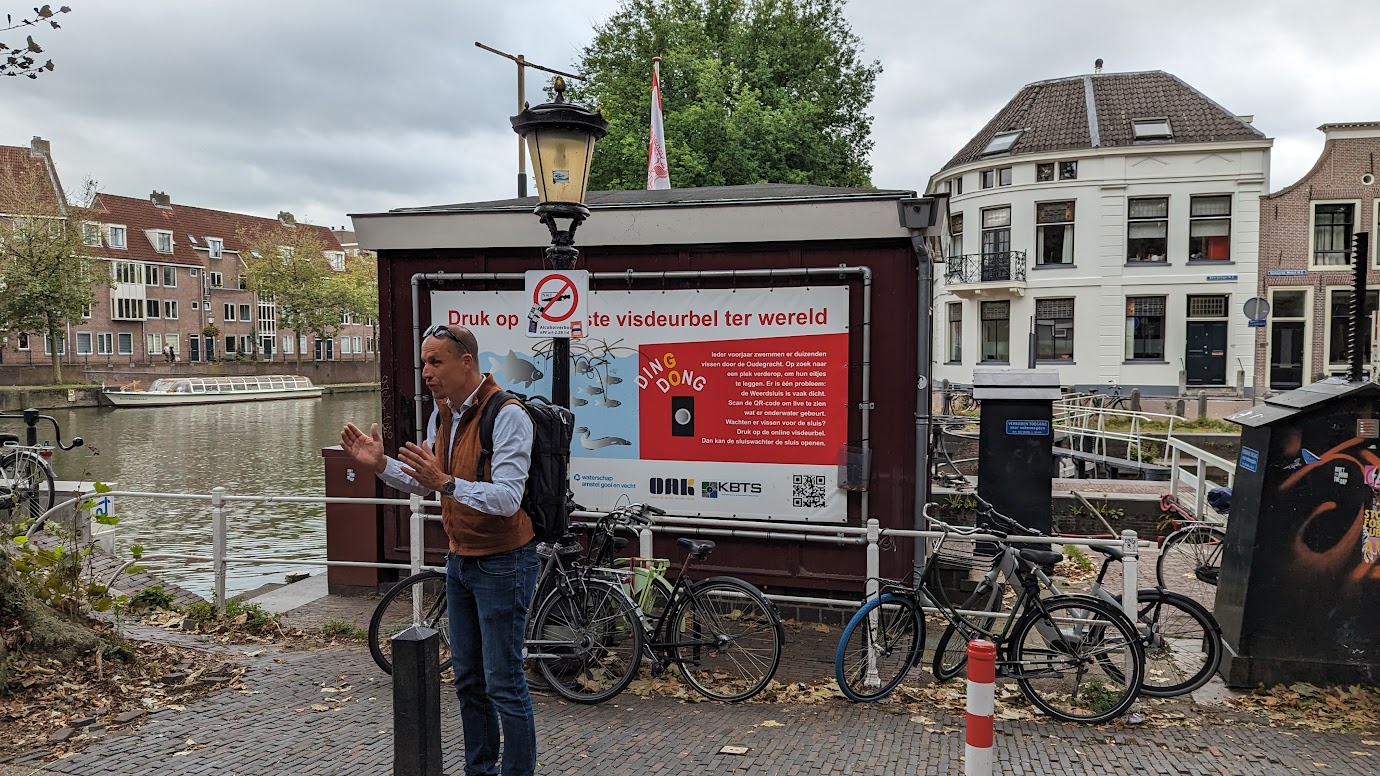 Druk op
ste visdeurbel ter wereld
Alcoholverbod
DING
DONG
Ieder voorjaar zwemmen er duizenden
vissen door de Oudegracht. Op zoek naar
een plek verderop, om hun eitjes
te leggen. Er is één probleem:
de Weerdsluis is vaak dicht.
Scan de QR-code om live te zien
wat er onderwater gebeurt.
Wachten er vissen voor de sluis?
Druk op de online visdeurbel.
Dan kan de sluiswachter de sluis openen.
waterschap
amstel gooi en vecht
KBTS
VERBODEN TOEGANG